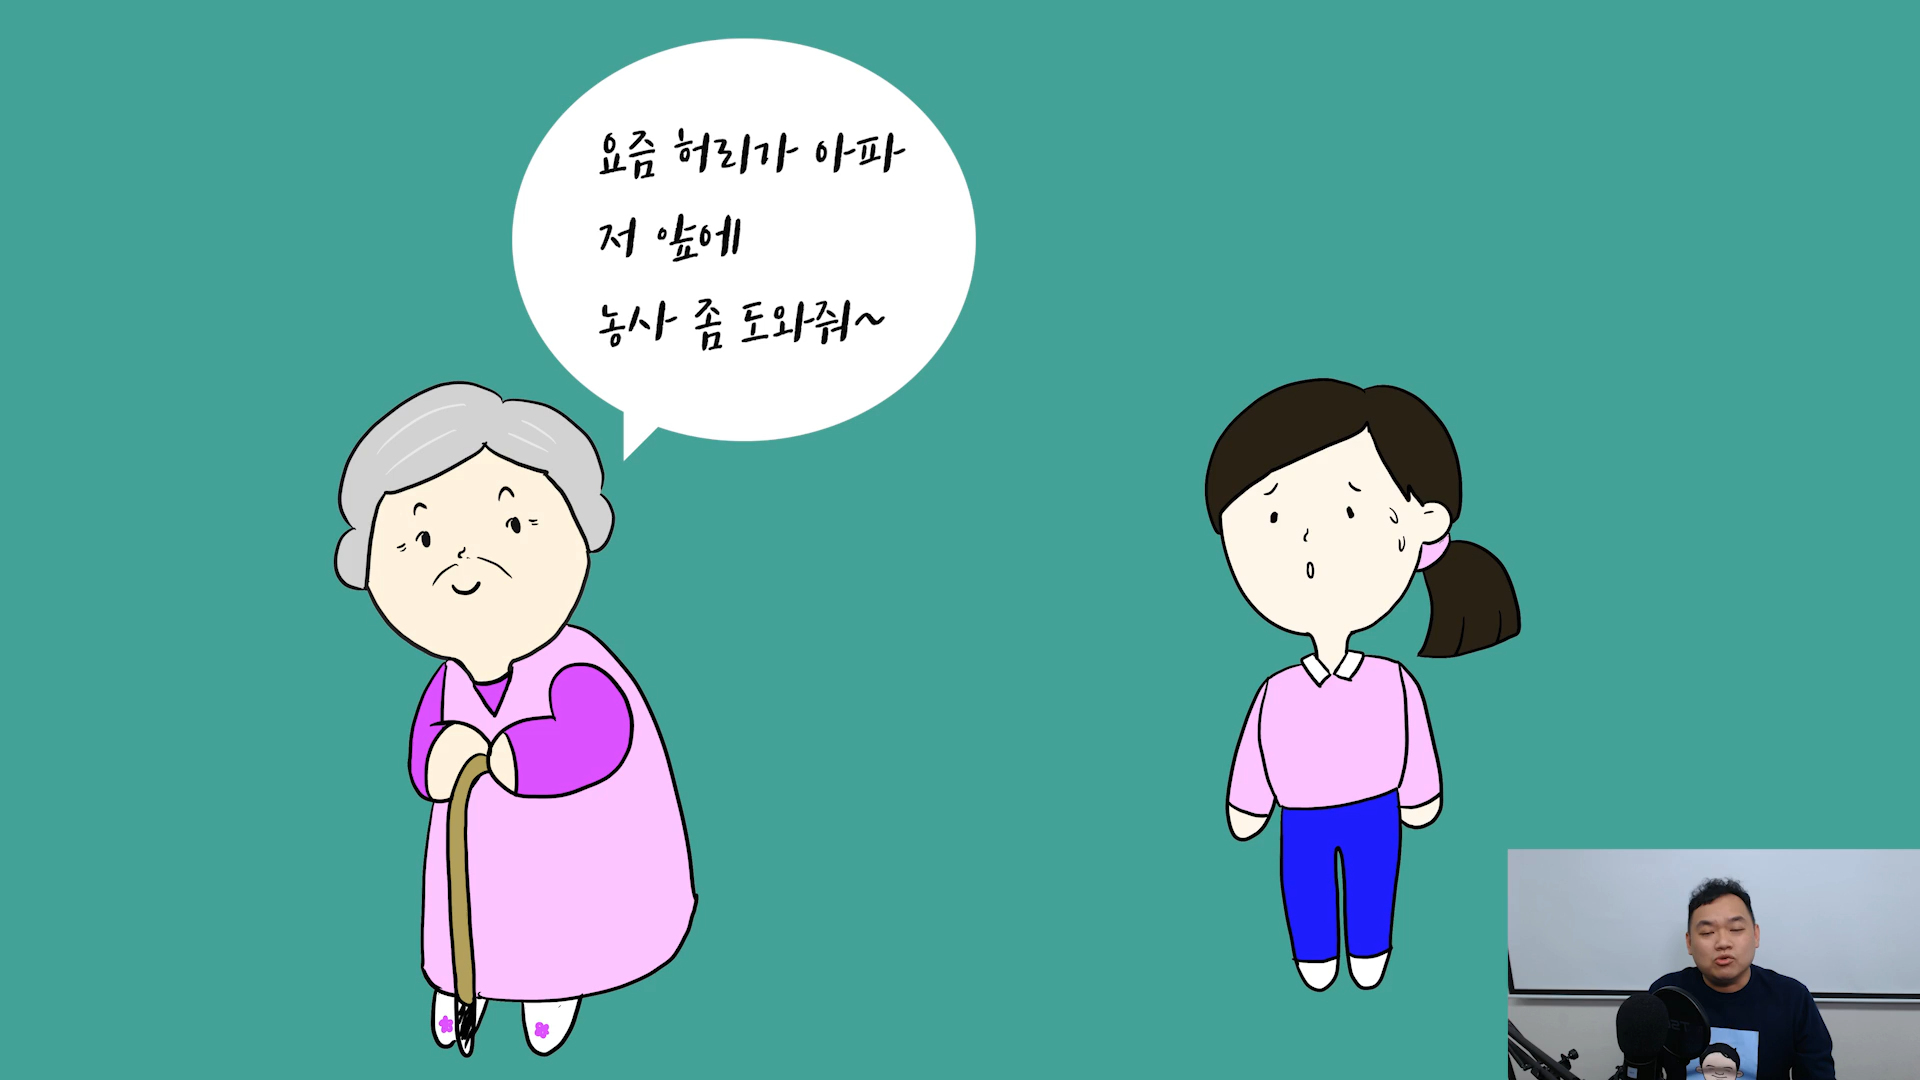 요즘 허리가 아파
저 앞에
농사 좀 도와줘~